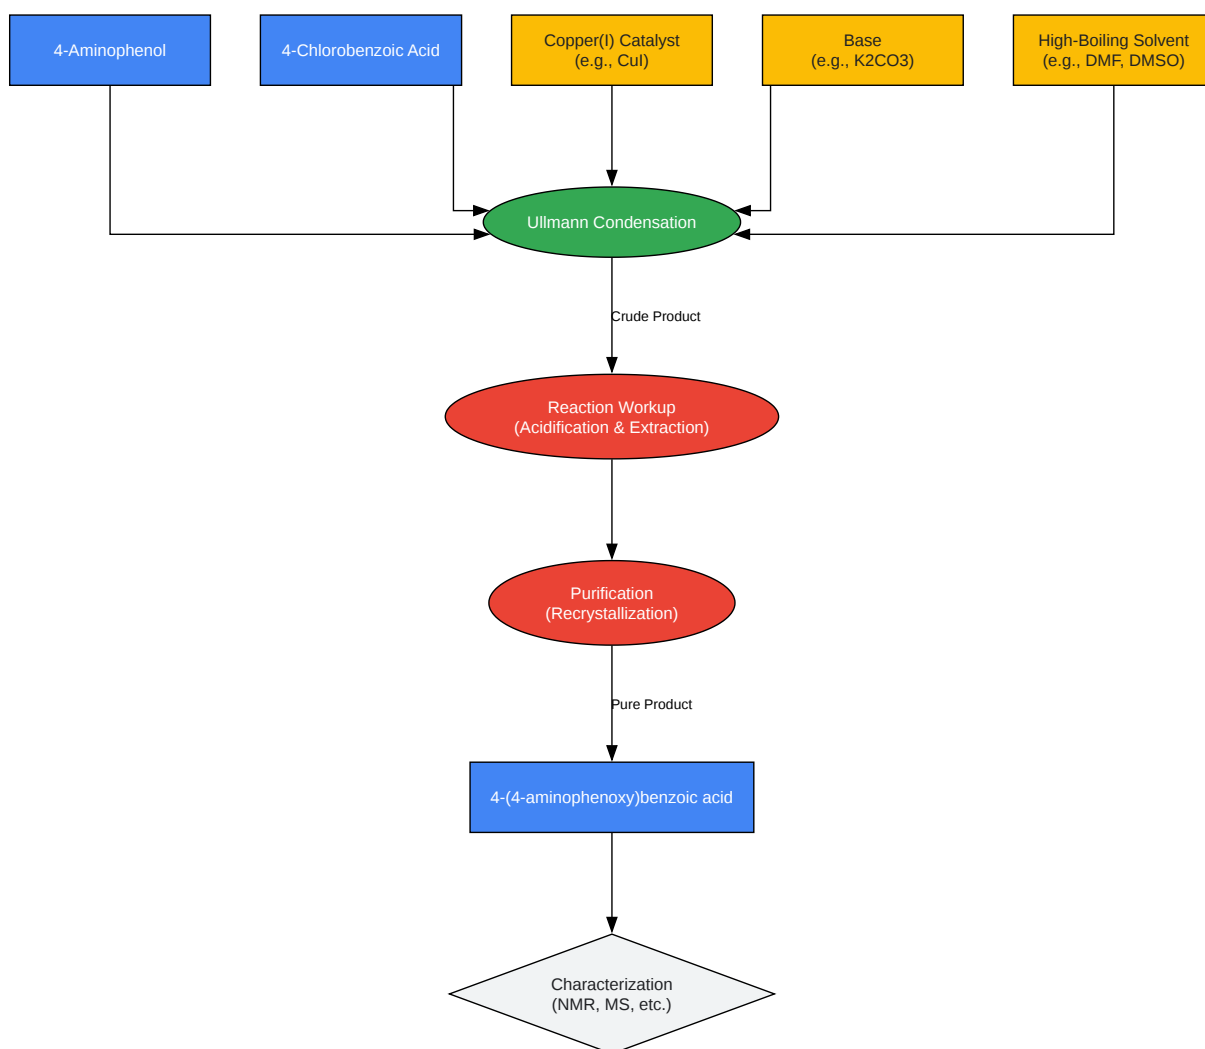 4-Aminophenol
4-Chlorobenzoic Acid
Copper(I) Catalyst
(e.g., CuI)
Base
(e.g., K2CO3)
High-Boiling Solvent
(e.g., DMF, DMSO)
Ullmann Condensation
Crude Product
Reaction Workup
(Acidification & Extraction)
Purification
(Recrystallization)
Pure Product
4-(4-aminophenoxy)benzoic acid
Characterization
(NMR, MS, etc.)